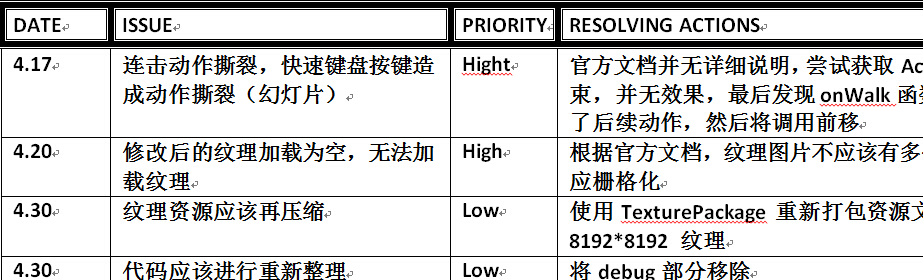 DATE ISSUE PRIORITY RESOLVING ACTIONS
4.17 连击动作撕裂，快速键盘按键造 Hight 官方文档并无详细说明，尝试获取 Ac
成动作撕裂（幻灯片） 束，并无效果，最后发现 onWalk 函
了后续动作，然后将调用前移
4.20 修改后的纹理加载为空，无法加 High 根据官方文档，纹理图片不应该有多
载纹理 应栅格化
4.30 纹理资源应该再压缩 Low 使用 TexturePackage 重新打包资源文
8192*8192 纹理
4.30 代码应该进行重新整理 Low 将 debug 部分移除